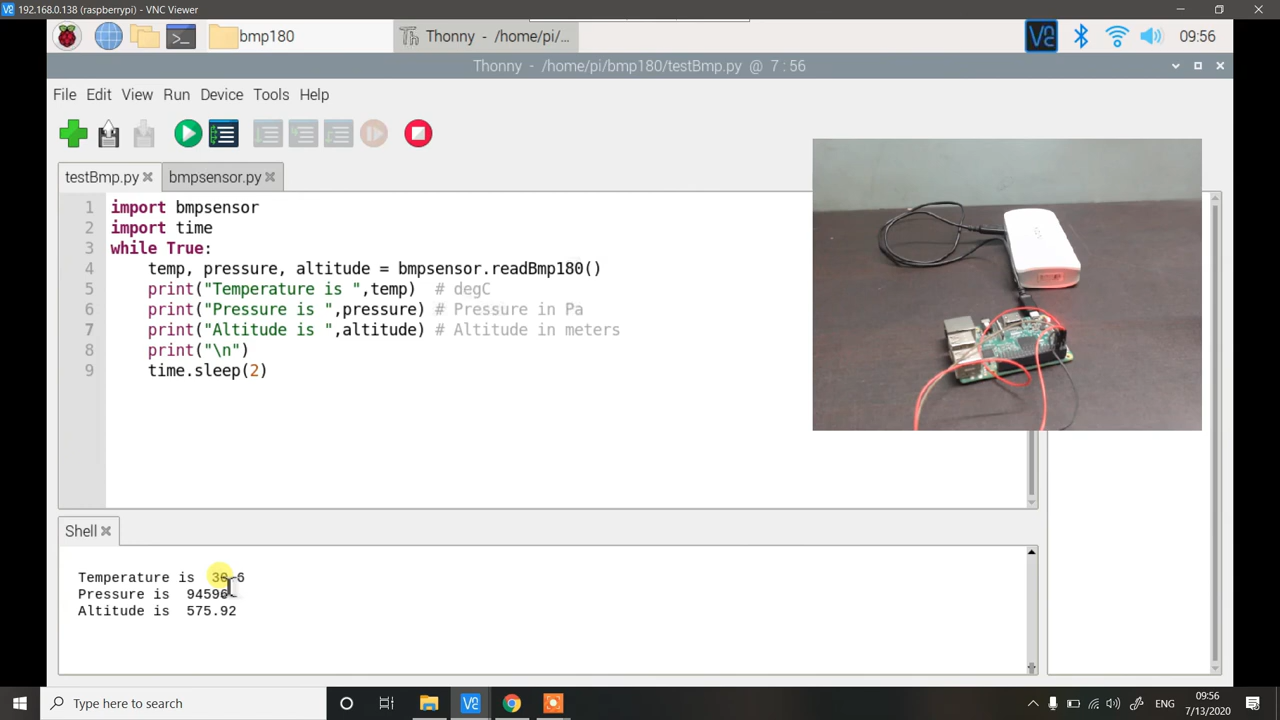 192.168.0.138 (raspberrypi) - VNC Viewer
bmp180
Thonny - /home/pi/...
09:56
Thonny - /home/pi/bmp180/testBmp.py @ 7 : 56
File Edit View Run Device Tools Help
testBmp.py
bmpsensor.py
1 import bmpsensor
2 import time
3 while True:
4 temp, pressure, altitude = bmpsensor.readBmp180()
5 print("Temperature is ",temp) # degC
6 print("Pressure is ",pressure) # Pressure in Pa
7 print("Altitude is ",altitude) # Altitude in meters
8 print("\n")
9 time.sleep(2)
Shell
Temperature is
Pressure is
Altitude is 575.92
Type here to search
ENG
09:56
7/13/2020